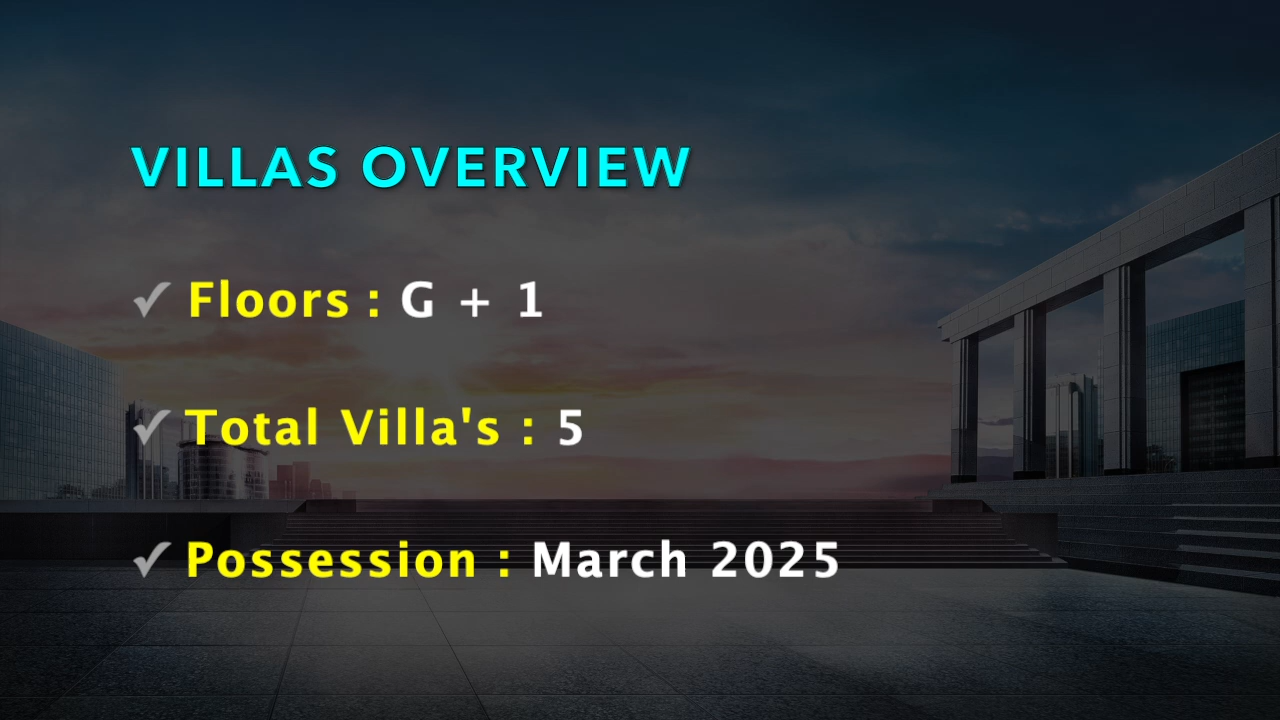 VILLAS OVERVIEW
✓ Floors : G + 1
✓ Total Villa's : 5
✓ Possession : March 2025